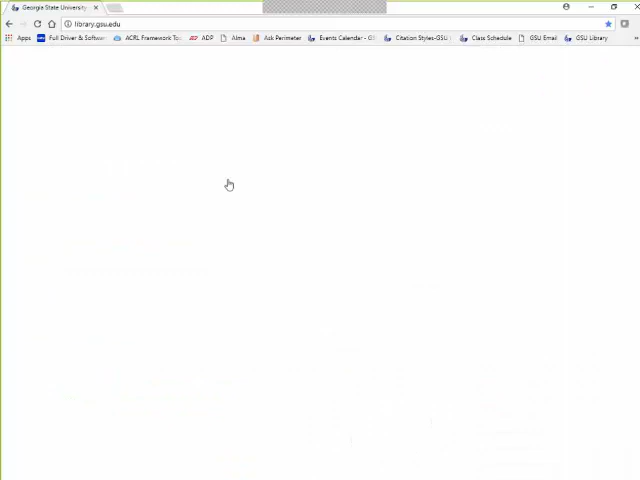 Georgia State University
library.gsu.edu
Apps Full Driver & Softwar ACRL Framework To ADP Alma Ask Perimeter Events Calendar - G Citation Styles-GSU Class Schedule GSU Email GSU Library »